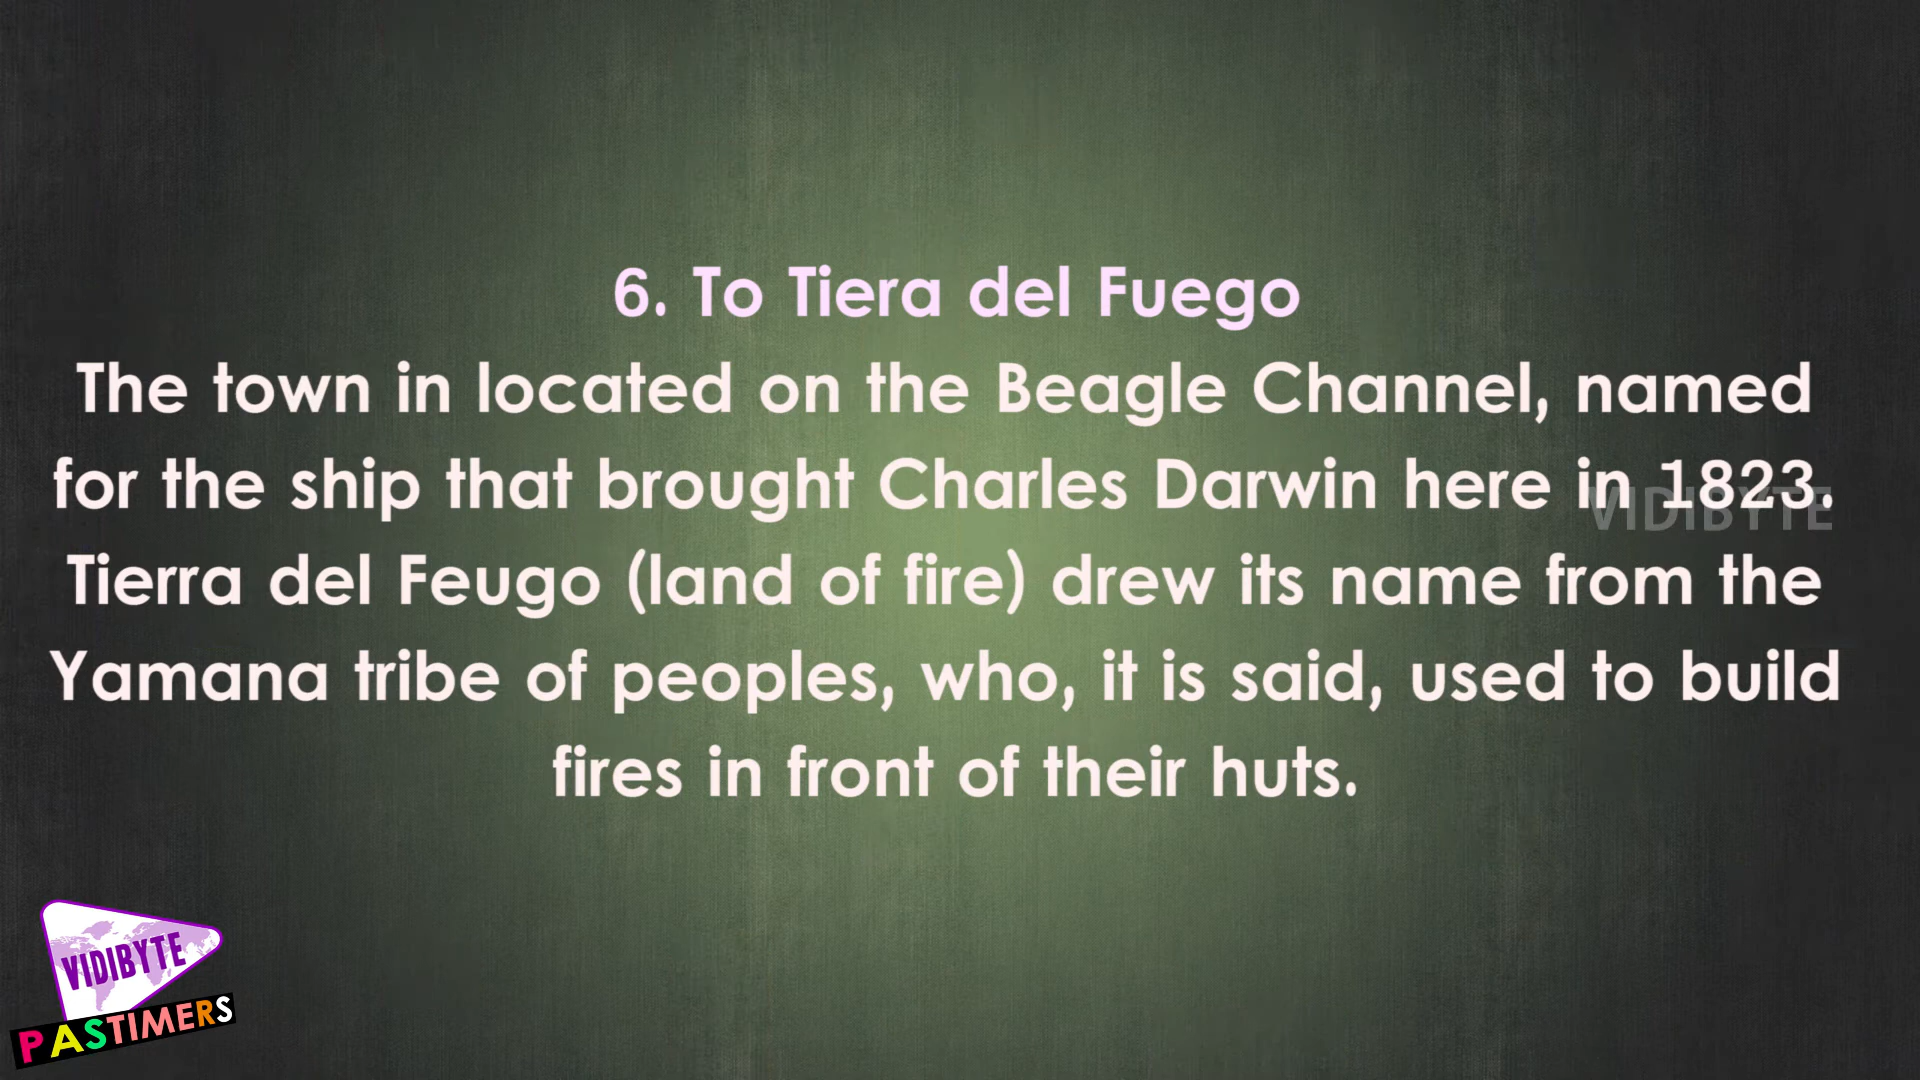 6. To Tiera del Fuego
The town in located on the Beagle Channel, named
for the ship that brought Charles Darwin here in 1823.
Tierra del Feugo (land of fire) drew its name from the
Yamana tribe of peoples, who, it is said, used to build
fires in front of their huts.
VIDIBYTE
VIDIBYTE
PASTIMERS